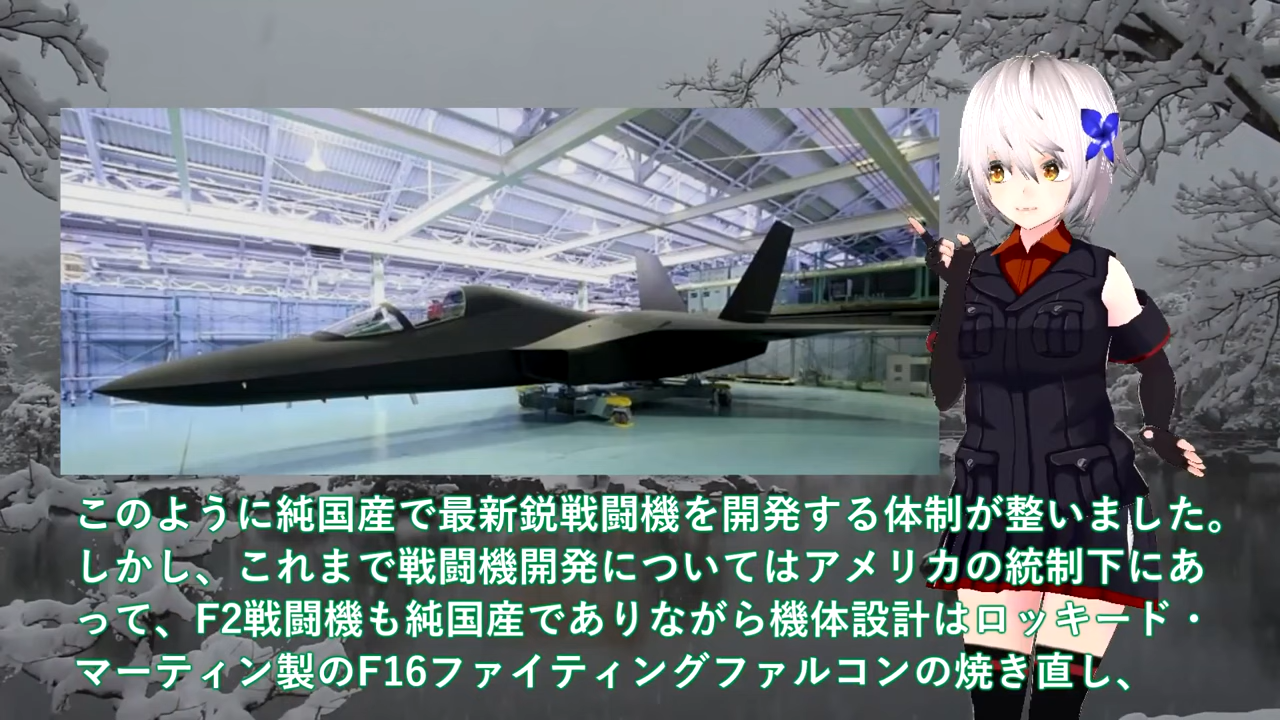 このように純国産で最新鋭戦闘機を開発する体制が整いました。
しかし、これまで戦闘機開発についてはアメリカの統制下にあ
って、F2戦闘機も純国産でありながら機体設計はロッキード・
マーティン製のF16ファイティングファルコンの焼き直し、